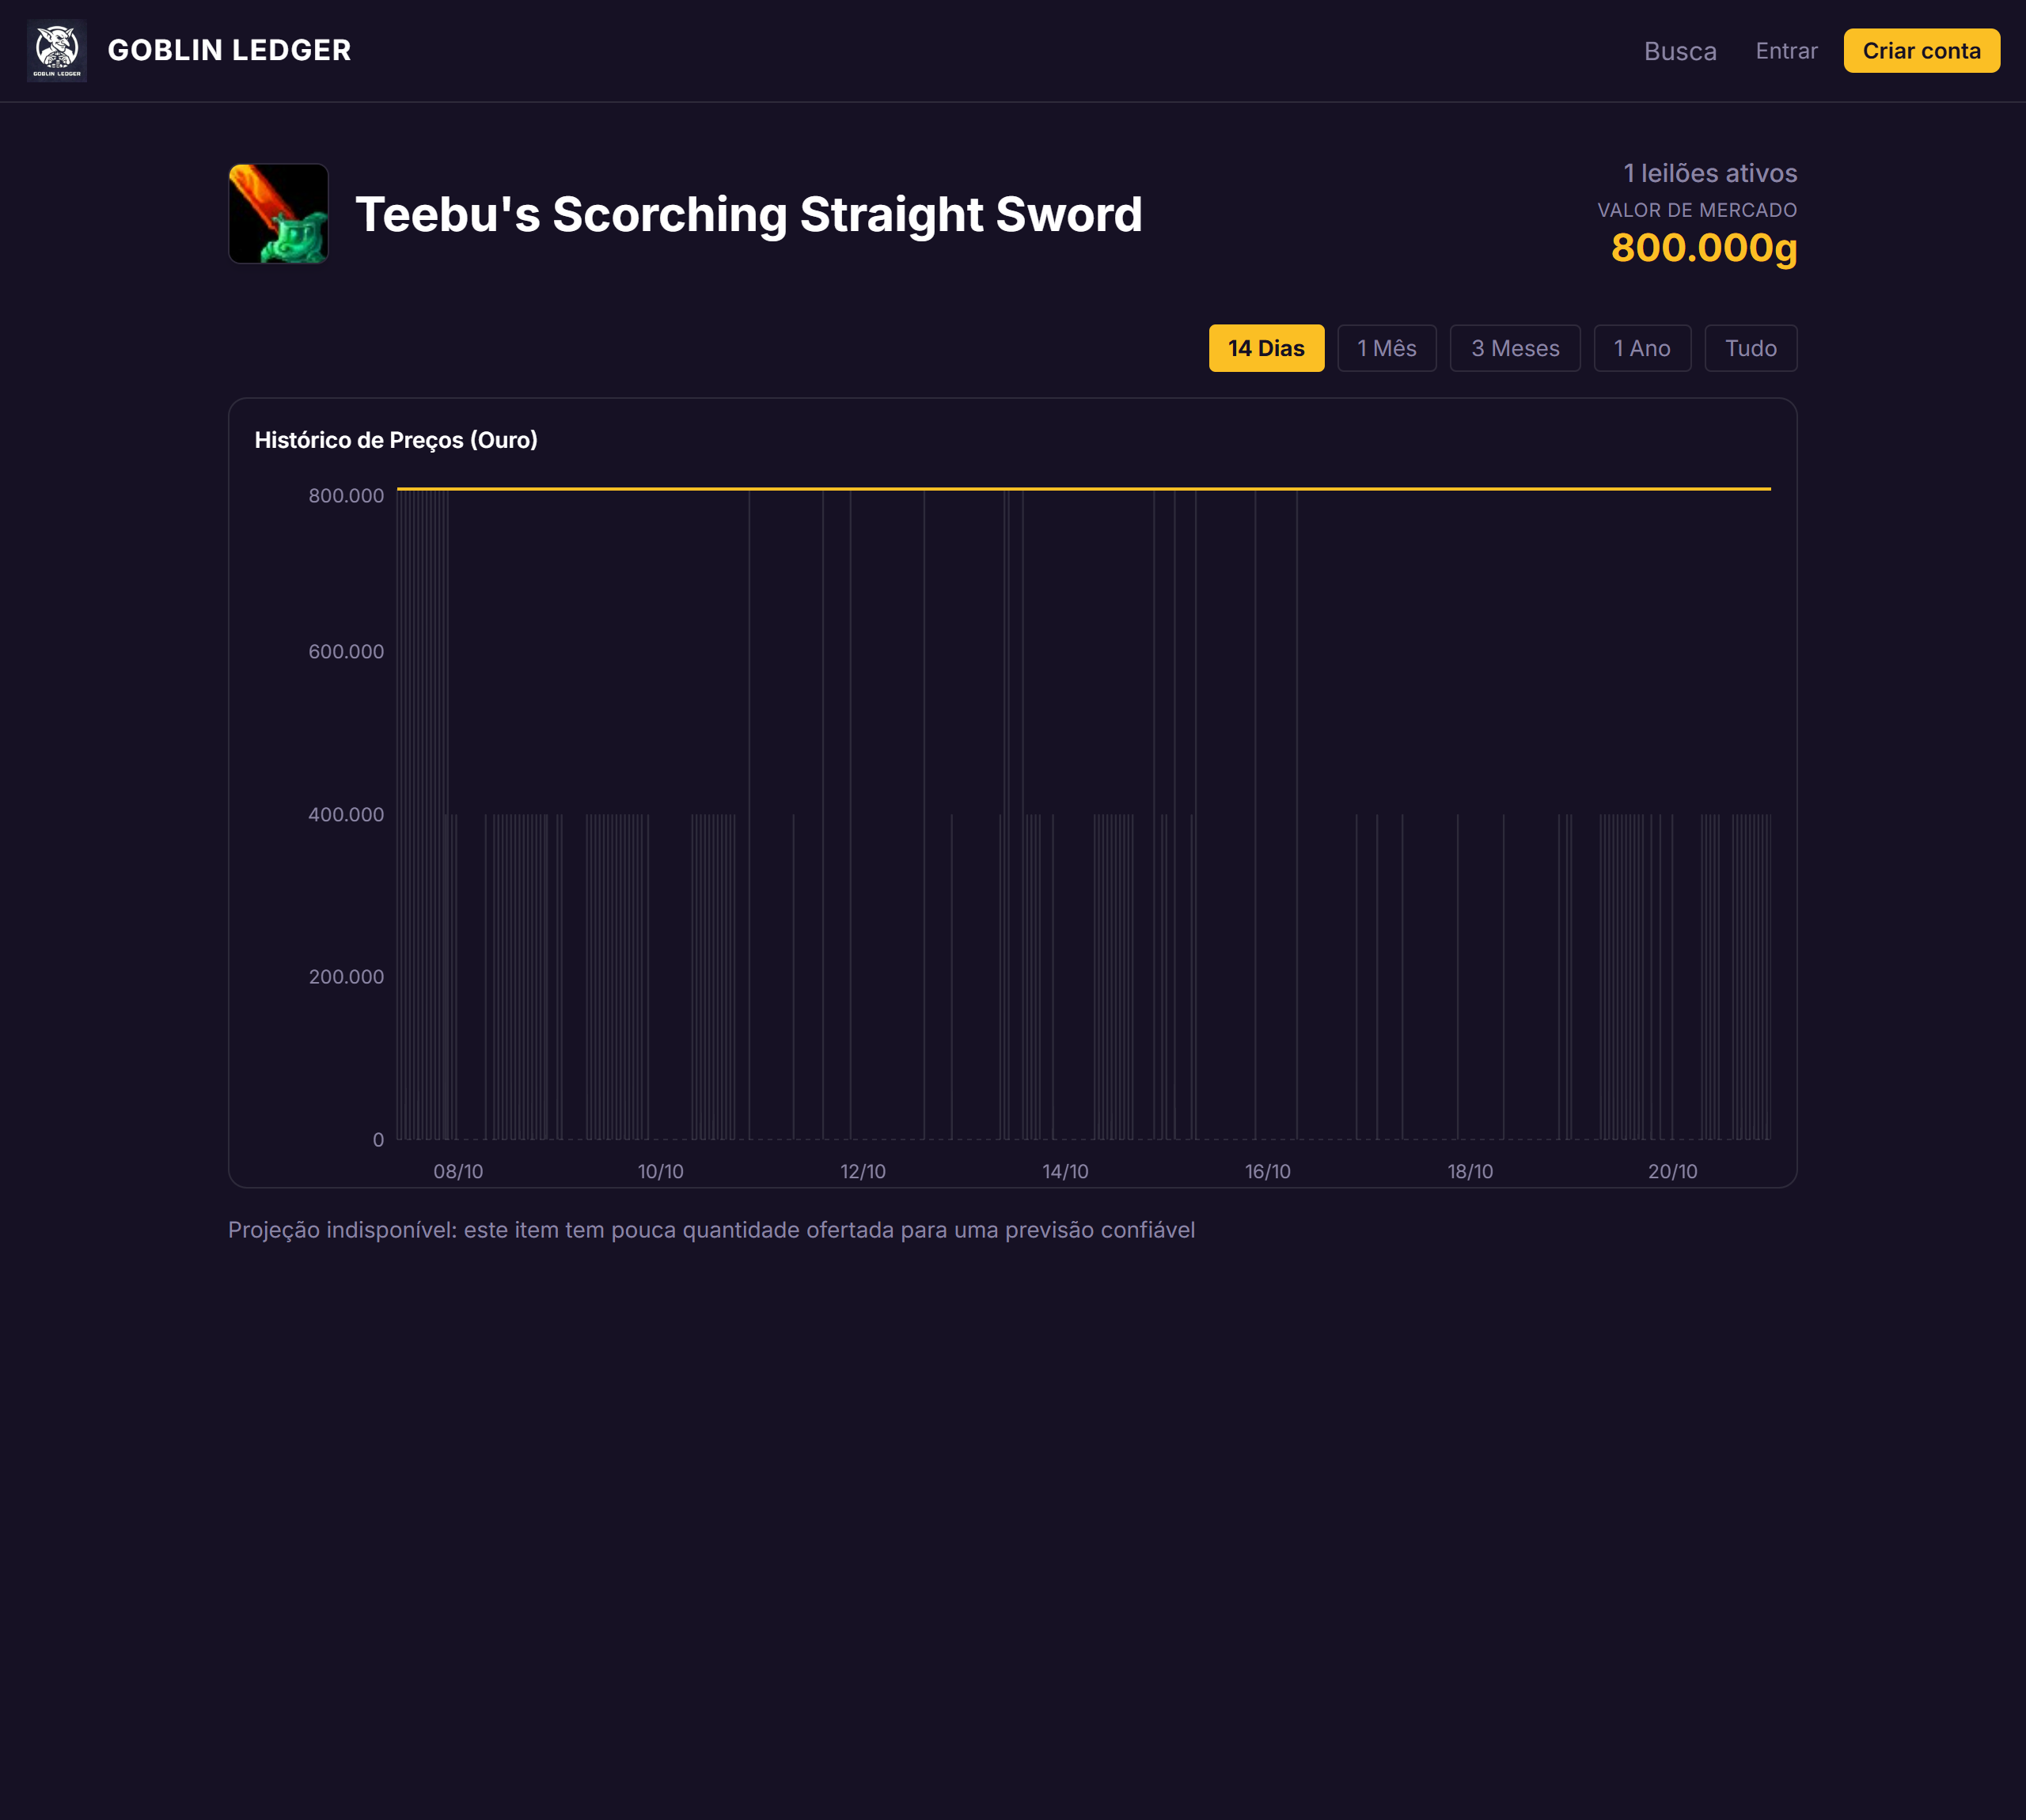 GOBLIN LEDGER
GOBLIN LEDGER
Busca
Entrar
Criar conta
Teebu's Scorching Straight Sword
1 leilões ativos
VALOR DE MERCADO
800.000g
14 Dias
1 Mês
3 Meses
1 Ano
Tudo
Histórico de Preços (Ouro)
800.000
600.000
400.000
200.000
0
08/10
10/10
12/10
14/10
16/10
18/10
20/10
Projeção indisponível: este item tem pouca quantidade ofertada para uma previsão confiável